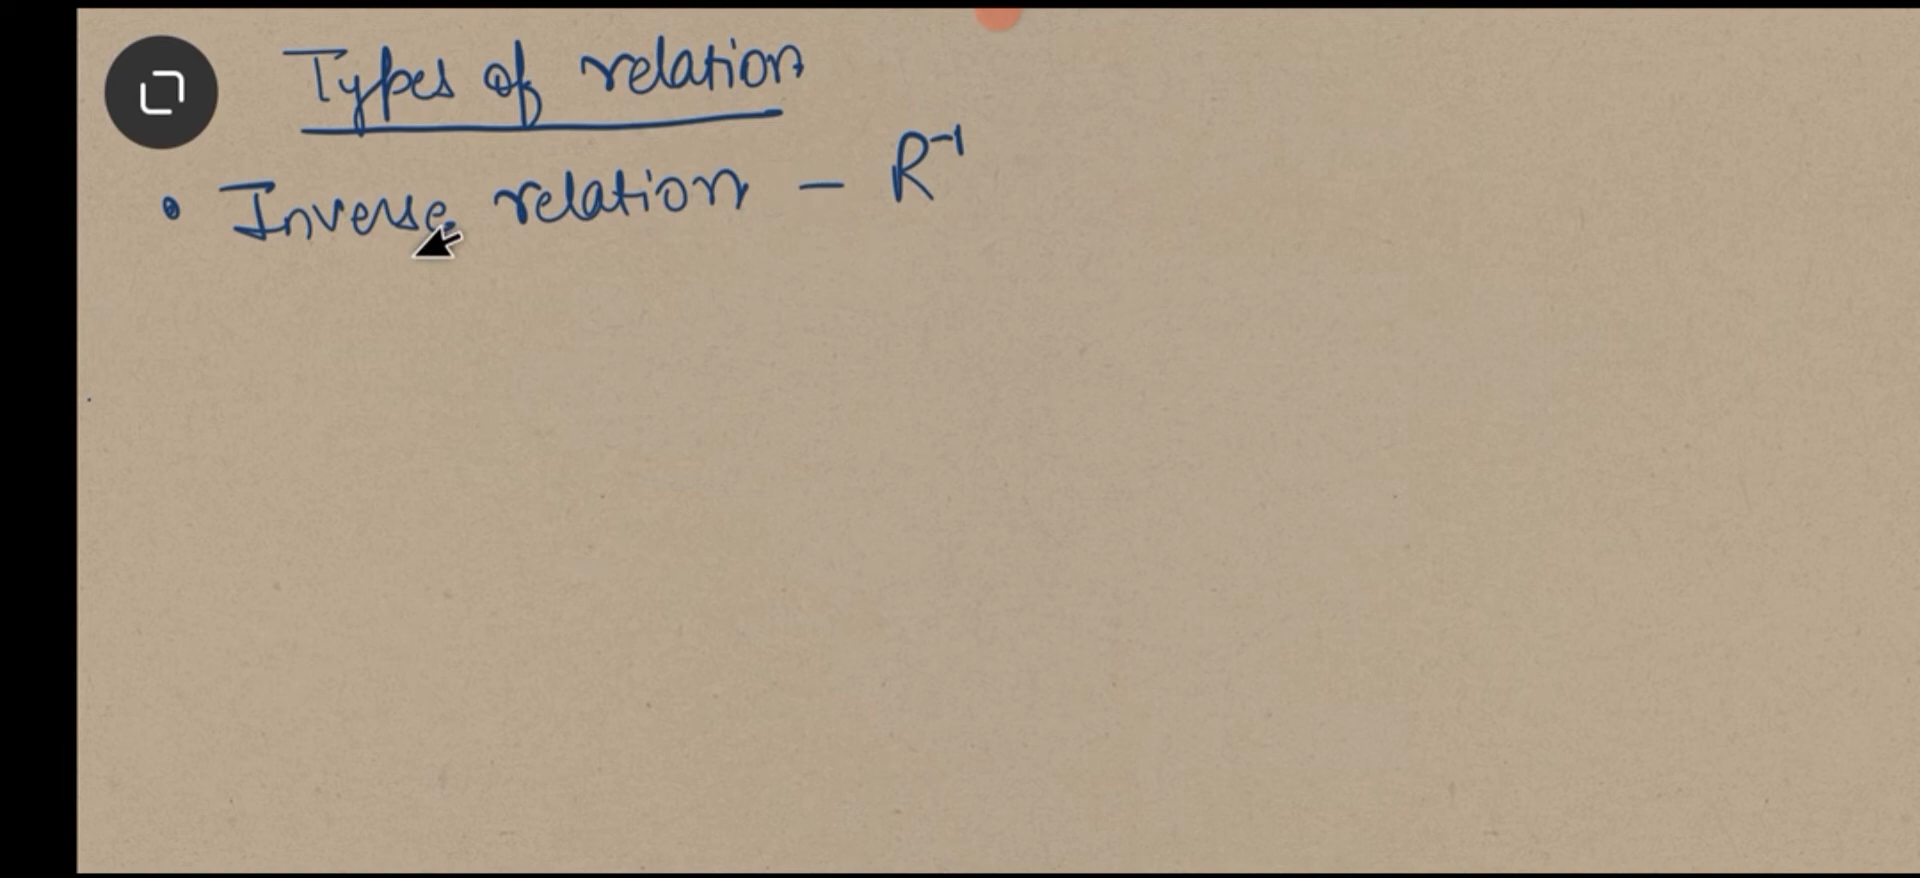 Types of relation
• Inverse relation - R⁻¹